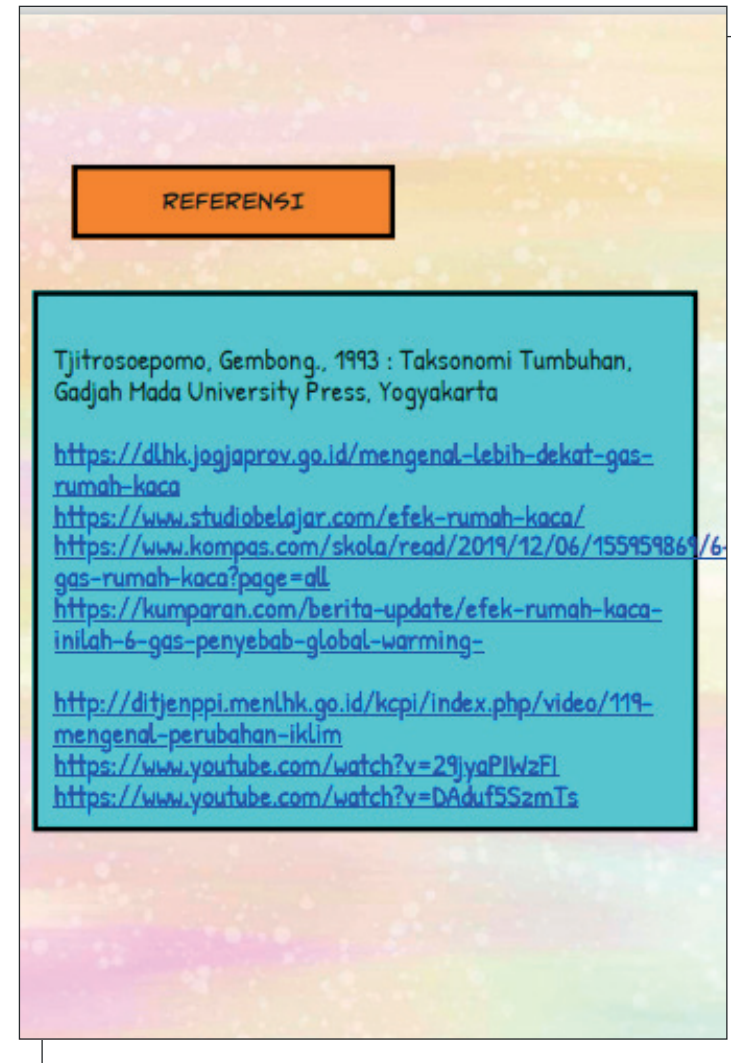 REFERENSI
Tjitrosoepomo, Gembong., 1993 : Taksonomi Tumbuhan,
Gadjah Mada University Press, Yogyakarta
https://dlhk.jogjaprov.go.id/mengenal-lebih-dekat-gas-
rumah-kaca
https://www.studiobelajar.com/efek-rumah-kaca/
https://www.kompas.com/skola/read/2019/12/06/155959869/6-
gas-rumah-kaca?page=all
https://kumparan.com/berita-update/efek-rumah-kaca-
inilah-6-gas-penyebab-global-warming-
http://ditjenppi.menlhk.go.id/kcpi/index.php/video/119-
mengenal-perubahan-iklim
https://www.youtube.com/watch?v=29jyaPIWzFI
https://www.youtube.com/watch?v=DAduf5SzmTs